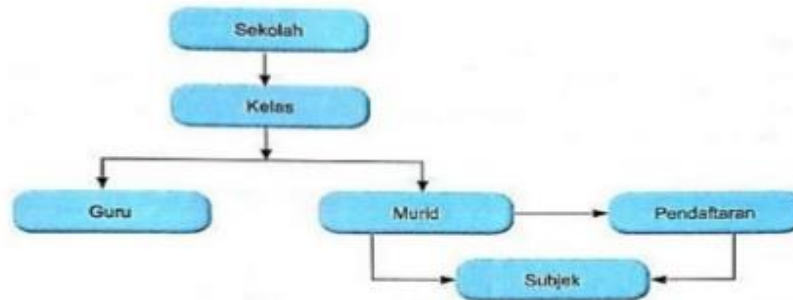 Sekolah
Kelas
Guru
Murid
Pendaftaran
Subjek